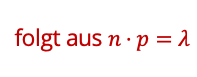 folgt aus n · p = λ